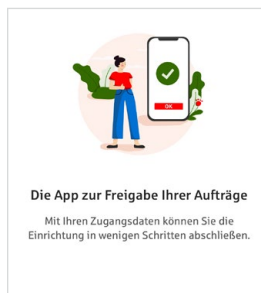 OK
Die App zur Freigabe Ihrer Aufträge
Mit Ihren Zugangsdaten können Sie die
Einrichtung in wenigen Schritten abschließen.